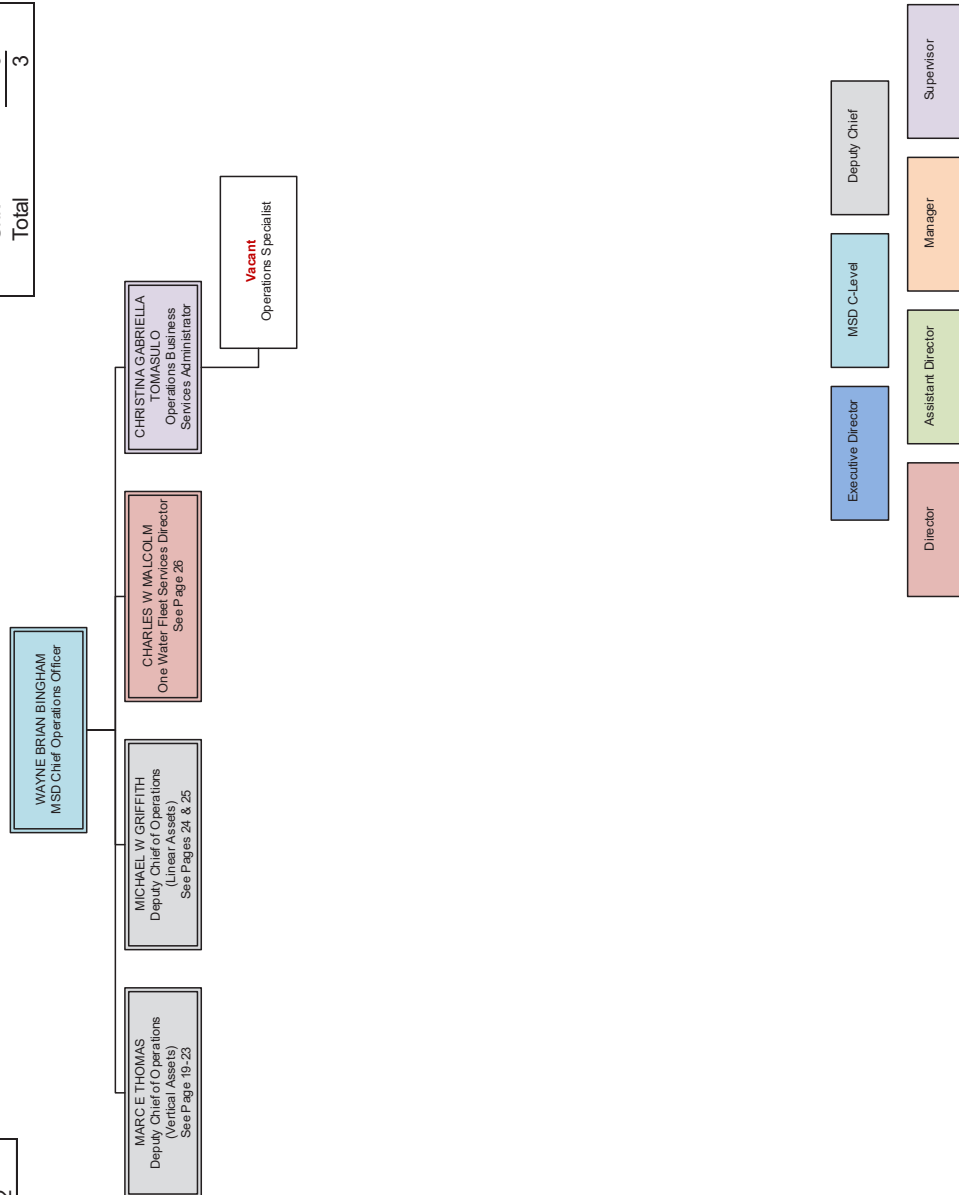 Total 3
WAYNE BRIAN BINGHAM
MSD Chief Operations Officer
MARC E THOMAS
Deputy Chief of Operations
(Vertical Assets)
See Page 19-23
MICHAEL W GRIFFITH
Deputy Chief of Operations
(Linear Assets)
See Pages 24 & 25
CHARLES W MALCOLM
One Water Fleet Services Director
See Page 26
CHRISTINA GABRIELLA
TOMASULO
Operations Business
Services Administrator
Vacant
Operations Specialist
Executive Director
MSD C-Level
Deputy Chief
Director
Assistant Director
Manager
Supervisor